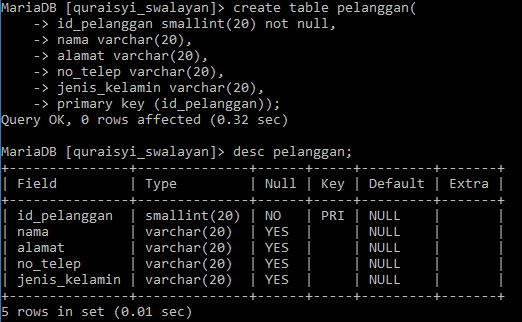 MariaDB [quraisyi_swalayan]> create table pelanggan(
    -> id_pelanggan smallint(20) not null,
    -> nama varchar(20),
    -> alamat varchar(20),
    -> no_telep varchar(20),
    -> jenis_kelamin varchar(20),
    -> primary key (id_pelanggan));
Query OK, 0 rows affected (0.32 sec)

MariaDB [quraisyi_swalayan]> desc pelanggan;
+---------------+--------------+------+-----+---------+-------+
| Field         | Type         | Null | Key | Default | Extra |
+---------------+--------------+------+-----+---------+-------+
| id_pelanggan  | smallint(20) | NO   | PRI | NULL    |       |
| nama          | varchar(20)  | YES  |     | NULL    |       |
| alamat        | varchar(20)  | YES  |     | NULL    |       |
| no_telep      | varchar(20)  | YES  |     | NULL    |       |
| jenis_kelamin | varchar(20)  | YES  |     | NULL    |       |
+---------------+--------------+------+-----+---------+-------+
5 rows in set (0.01 sec)